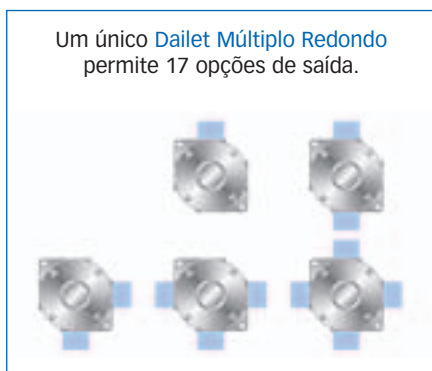 Um único Dailet Múltiplo Redondo
permite 17 opções de saída.